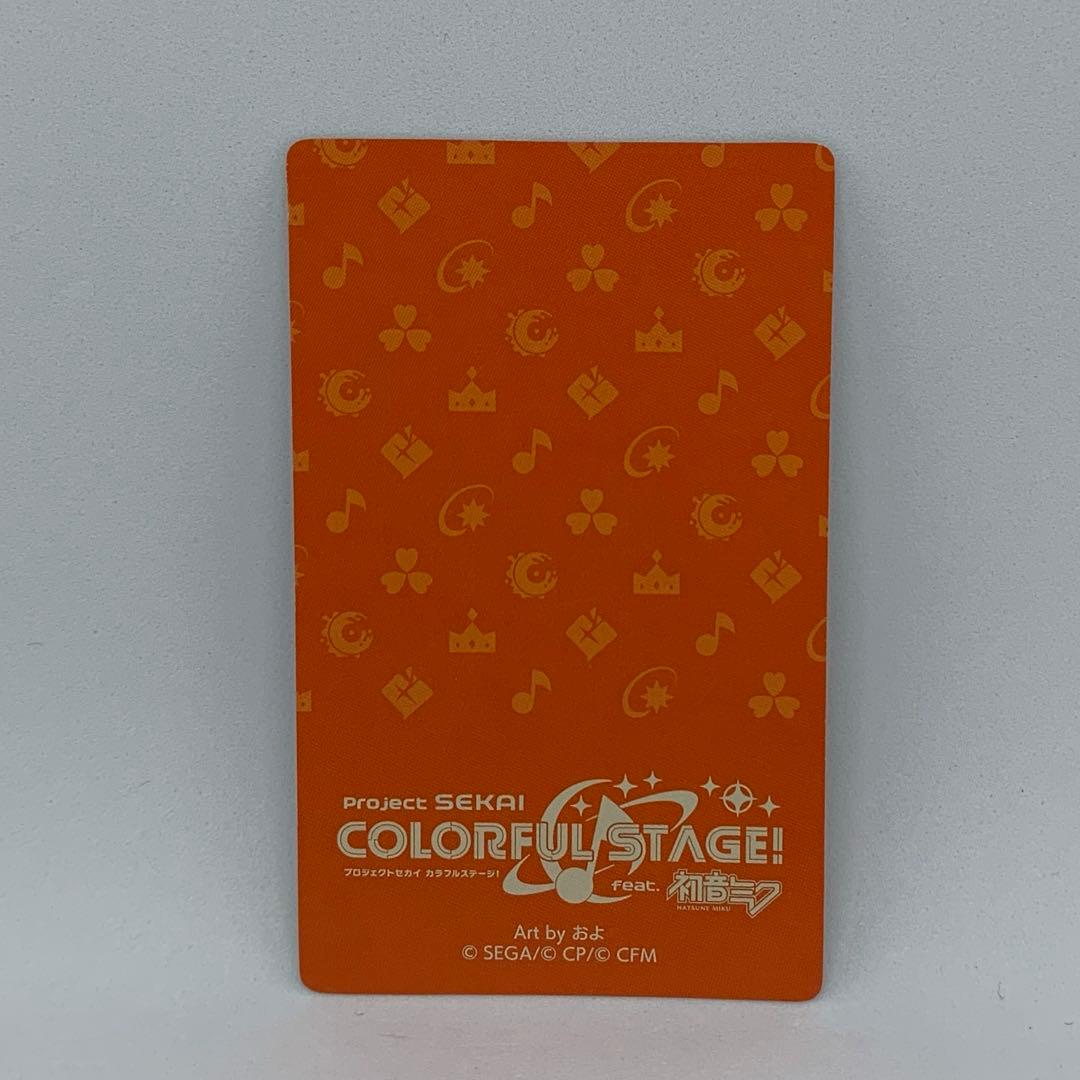 Project SEKAI
COLORFUL STAGE!
プロジェクトセカイ カラフルステージ!
feat. 初音ミク
HATSUNE MIKU
Art by およ
© SEGA/© CP/© CFM